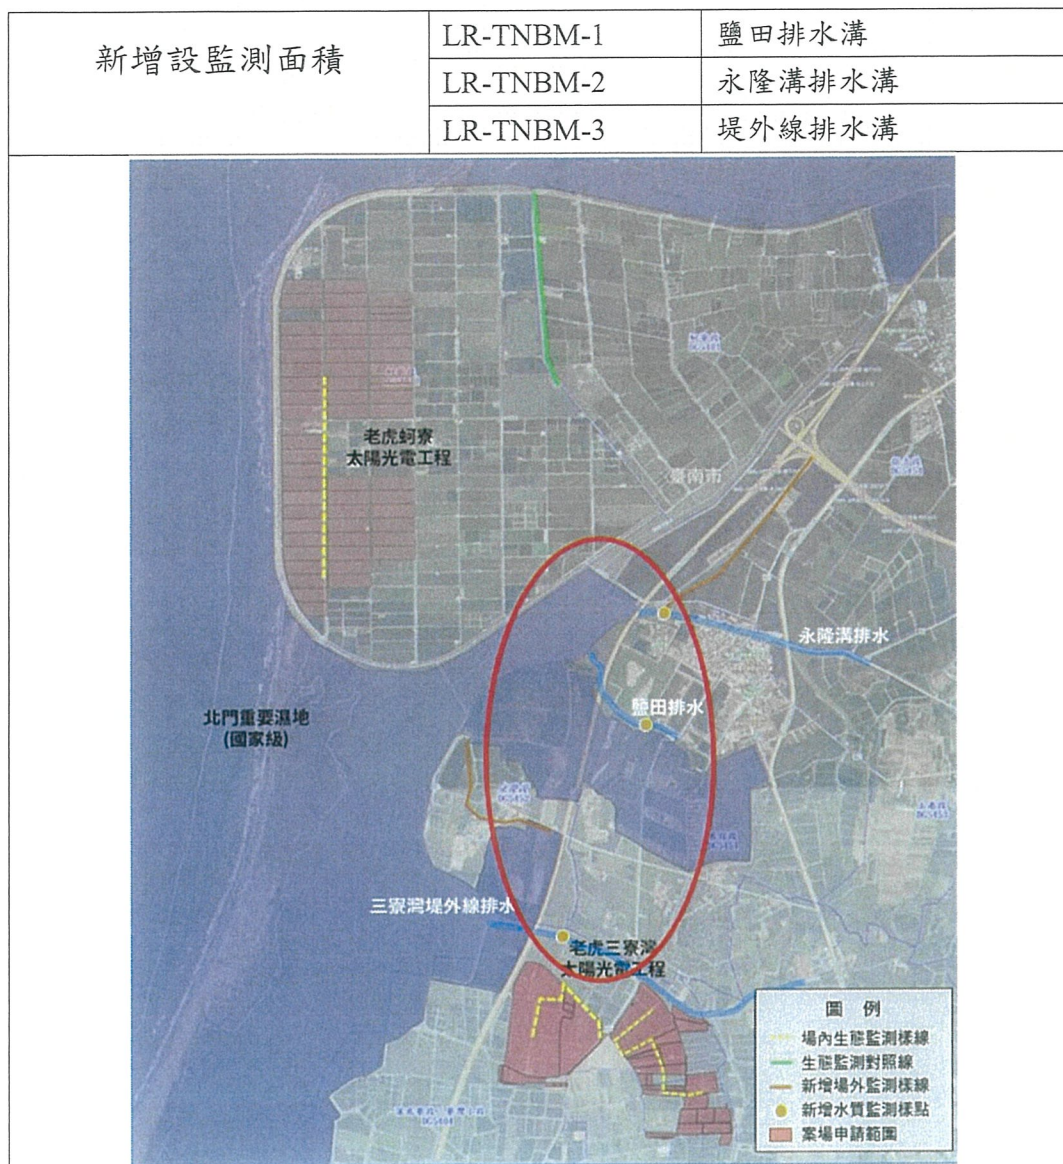 新增設監測面積
LR-TNBM-1 鹽田排水溝
LR-TNBM-2 永隆溝排水溝
LR-TNBM-3 堤外線排水溝
老虎蚵寮
太陽光電工程
臺南市
永隆溝排水
鹽田排水
北門重要濕地
(國家級)
三寮灣堤外線排水
老虎三寮灣
太陽光電工程
圖 例
場內生態監測樣線
生態監測對照線
新增場外監測樣線
新增水質監測樣點
案場申請範圍